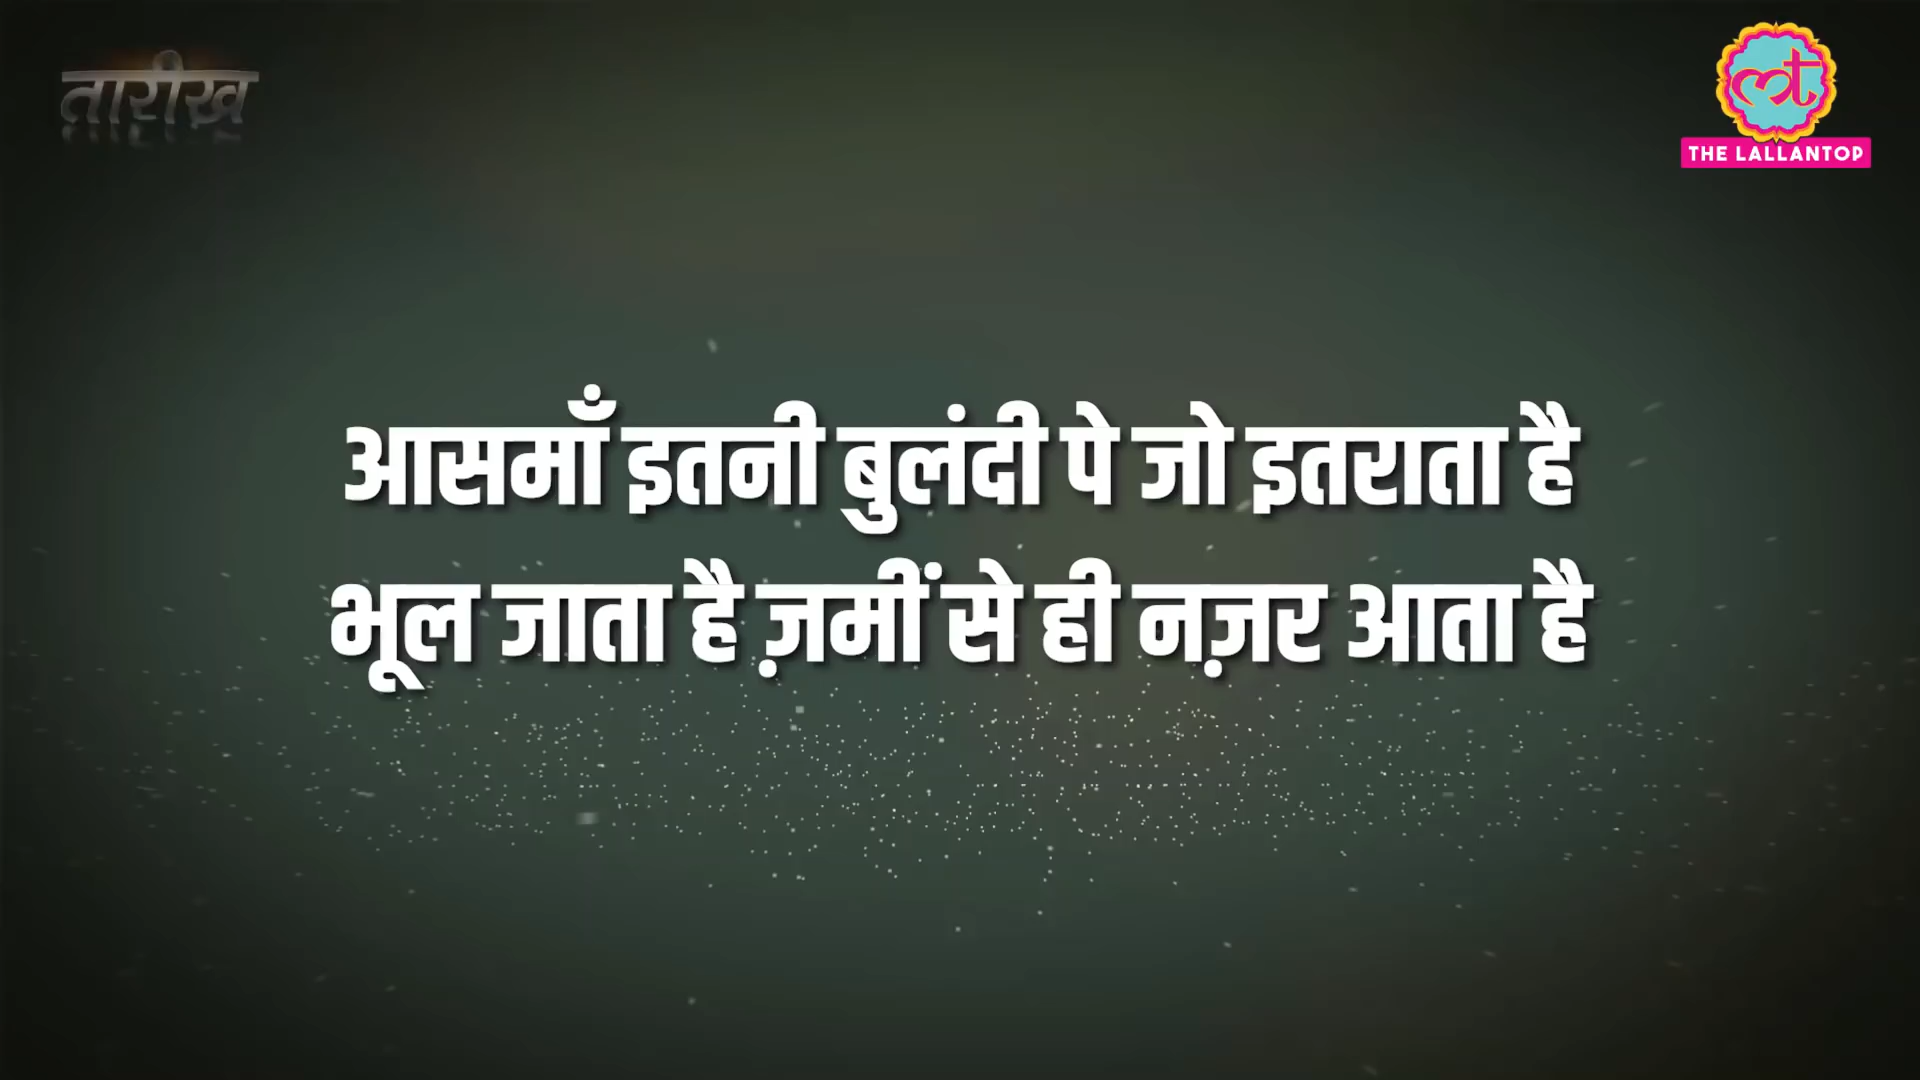 तारीख़
THE LALLANTOP
आसमाँ इतनी बुलंदी पे जो इतराता है
भूल जाता है ज़मीं से ही नज़र आता है